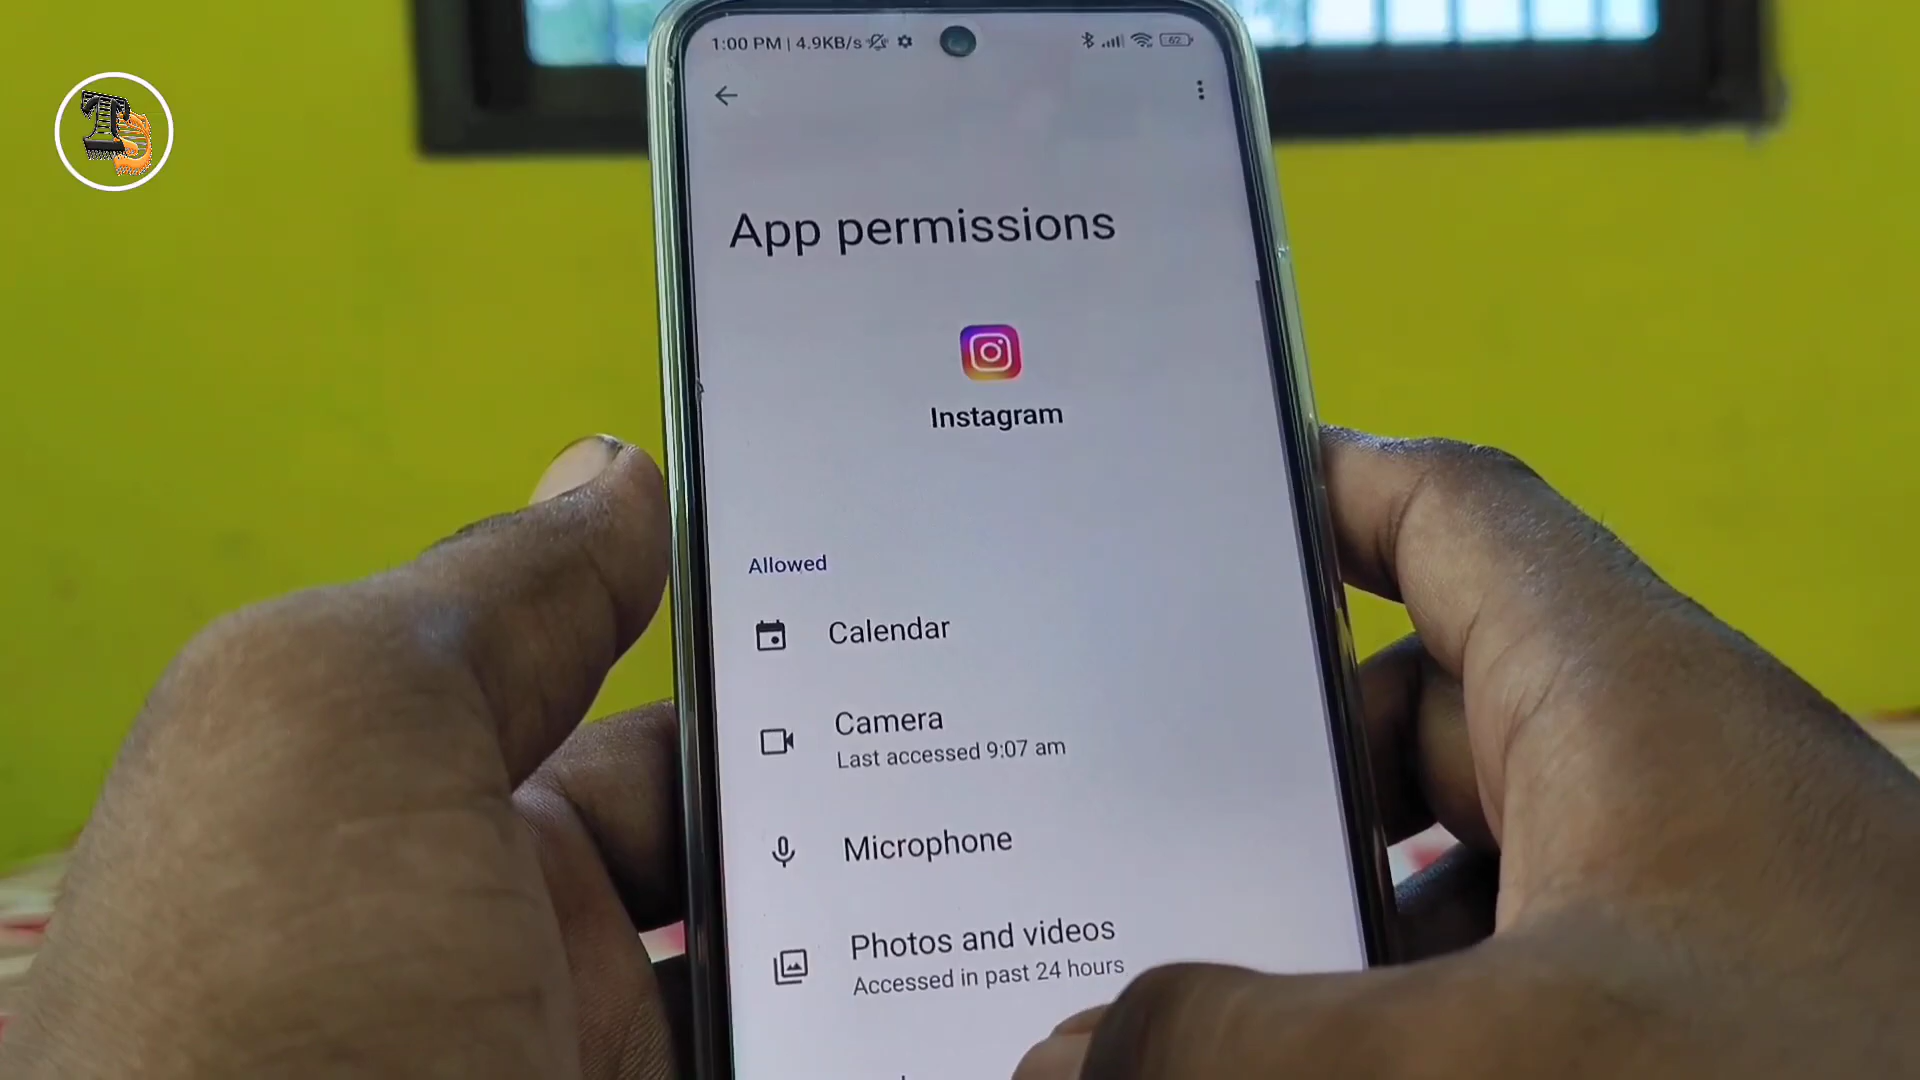 1:00 PM | 4.9KB/s
62
App permissions
Instagram
Allowed
Calendar
Camera
Last accessed 9:07 am
Microphone
Photos and videos
Accessed in past 24 hours